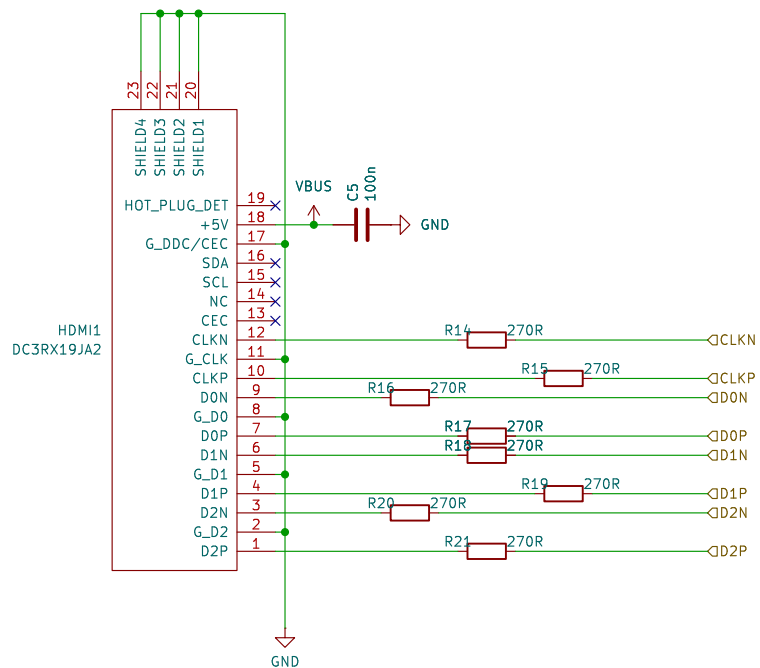 23
22
21
20
SHIELD4
SHIELD3
SHIELD2
SHIELD1
C5
100n
VBUS
GND
HOT_PLUG_DET 19
+5V 18
G_DDC/CEC 17
SDA 16
SCL 15
NC 14
CEC 13
HDMI1
DC3RX19JA2
CLKN 12 R14 270R CLKN
G_CLK 11
CLKP 10 R15 270R CLKP
D0N 9 R16 270R D0N
G_D0 8
D0P 7 R17 270R D0P
D1N 6 R18 270R D1N
G_D1 5
D1P 4 R19 270R D1P
D2N 3 R20 270R D2N
G_D2 2
D2P 1 R21 270R D2P
GND